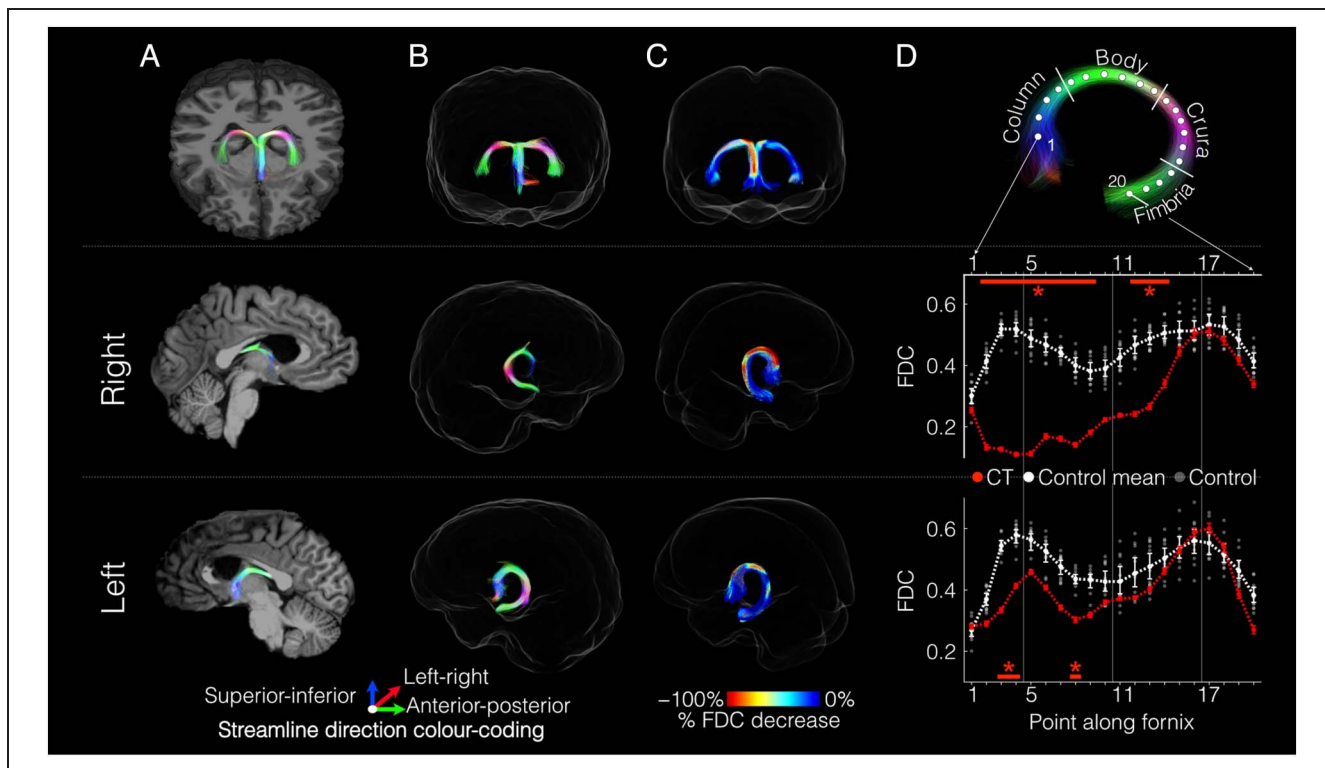 A B C D
Column
Body
Crura
Fimbria
1
20
Right
1 5 11 17
* *
0.6
0.4
0.2
FDC
CT Control mean Control
Left
0.6
0.4
0.2
FDC
* *
1 5 11 17
Point along fornix
Superior-inferior
Left-right
Anterior-posterior
Streamline direction colour-coding
−100% 0%
% FDC decrease